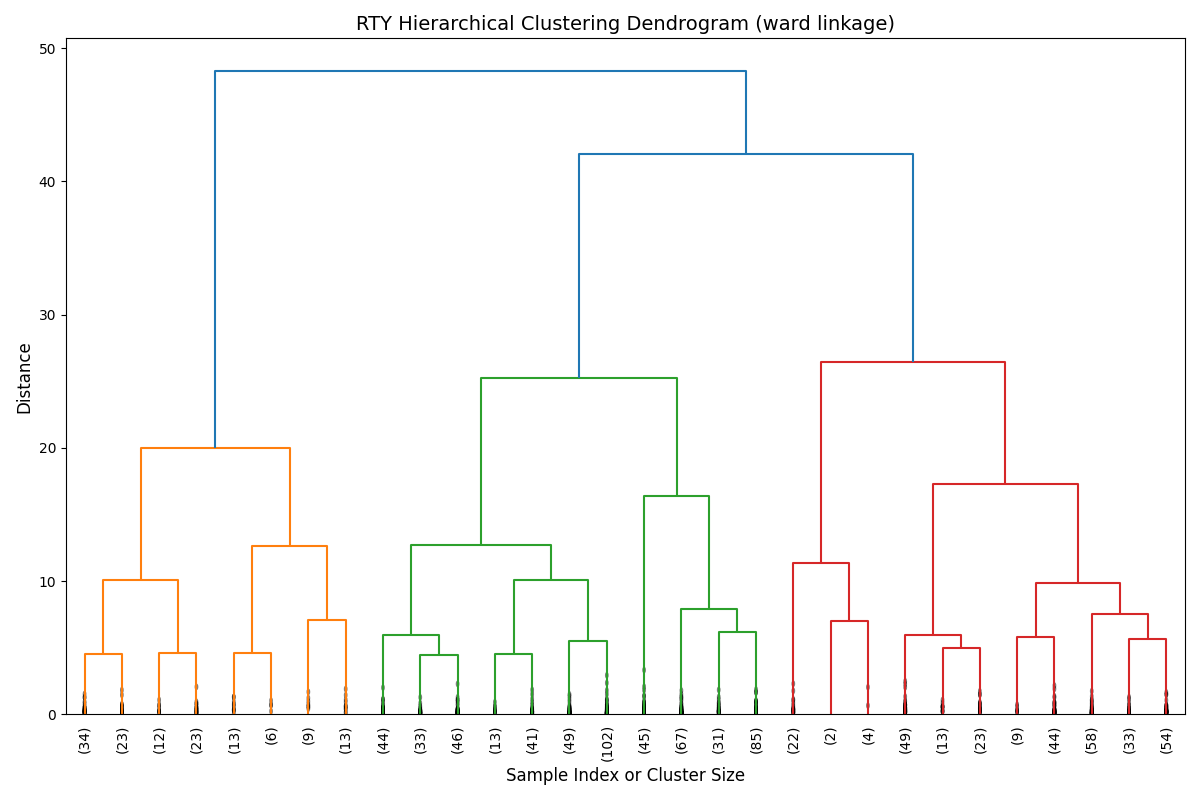 RTY Hierarchical Clustering Dendrogram (ward linkage)
50
40
30
20
10
0
Distance
(34) (23) (12) (23) (13) (6) (9) (13) (44) (33) (46) (13) (41) (49) (102) (45) (67) (31) (85) (22) (2) (4) (49) (13) (23) (9) (44) (58) (33) (54)
Sample Index or Cluster Size